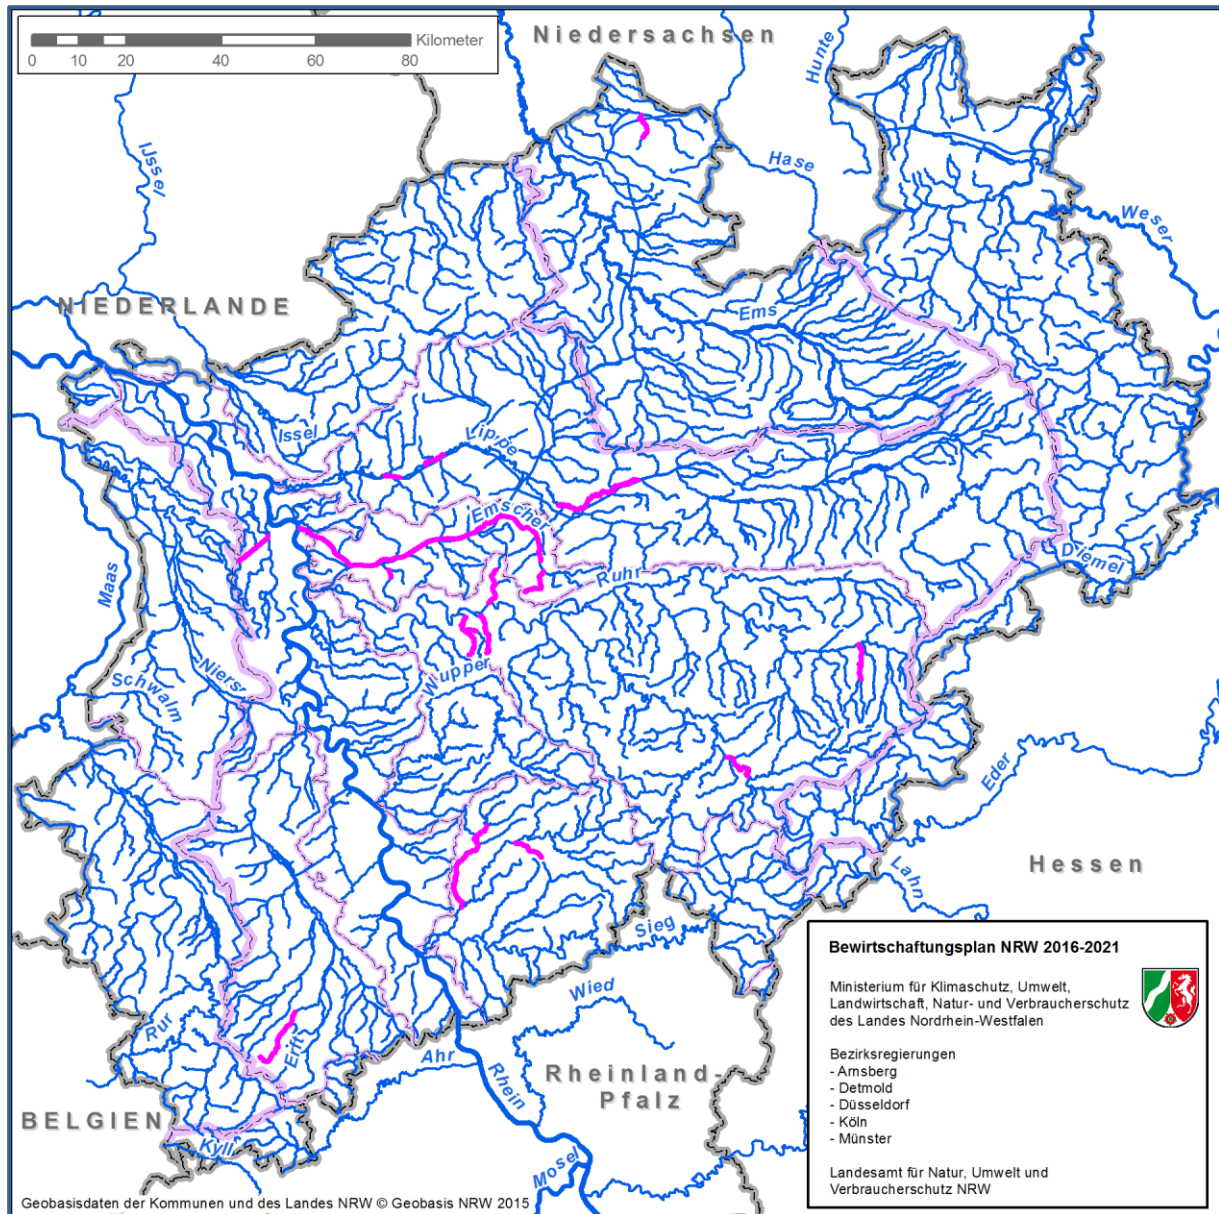 Niedersachsen
Kilometer
0 10 20 40 60 80
Hunte
IJssel
Hase
Weser
NIEDERLANDE
Ems
Issel
Lippe
Emscher
Maas
Ruhr
Diemel
Niers
Schwalm
Wupper
Eder
Hessen
Lahn
Sieg
Wied
Rur
Erft
Ahr
Rhein
Rheinland-
Pfalz
BELGIEN
Kyll
Mosel
Bewirtschaftungsplan NRW 2016-2021
Ministerium für Klimaschutz, Umwelt,
Landwirtschaft, Natur- und Verbraucherschutz
des Landes Nordrhein-Westfalen
Bezirksregierungen
- Arnsberg
- Detmold
- Düsseldorf
- Köln
- Münster
Landesamt für Natur, Umwelt und
Verbraucherschutz NRW
Geobasisdaten der Kommunen und des Landes NRW © Geobasis NRW 2015